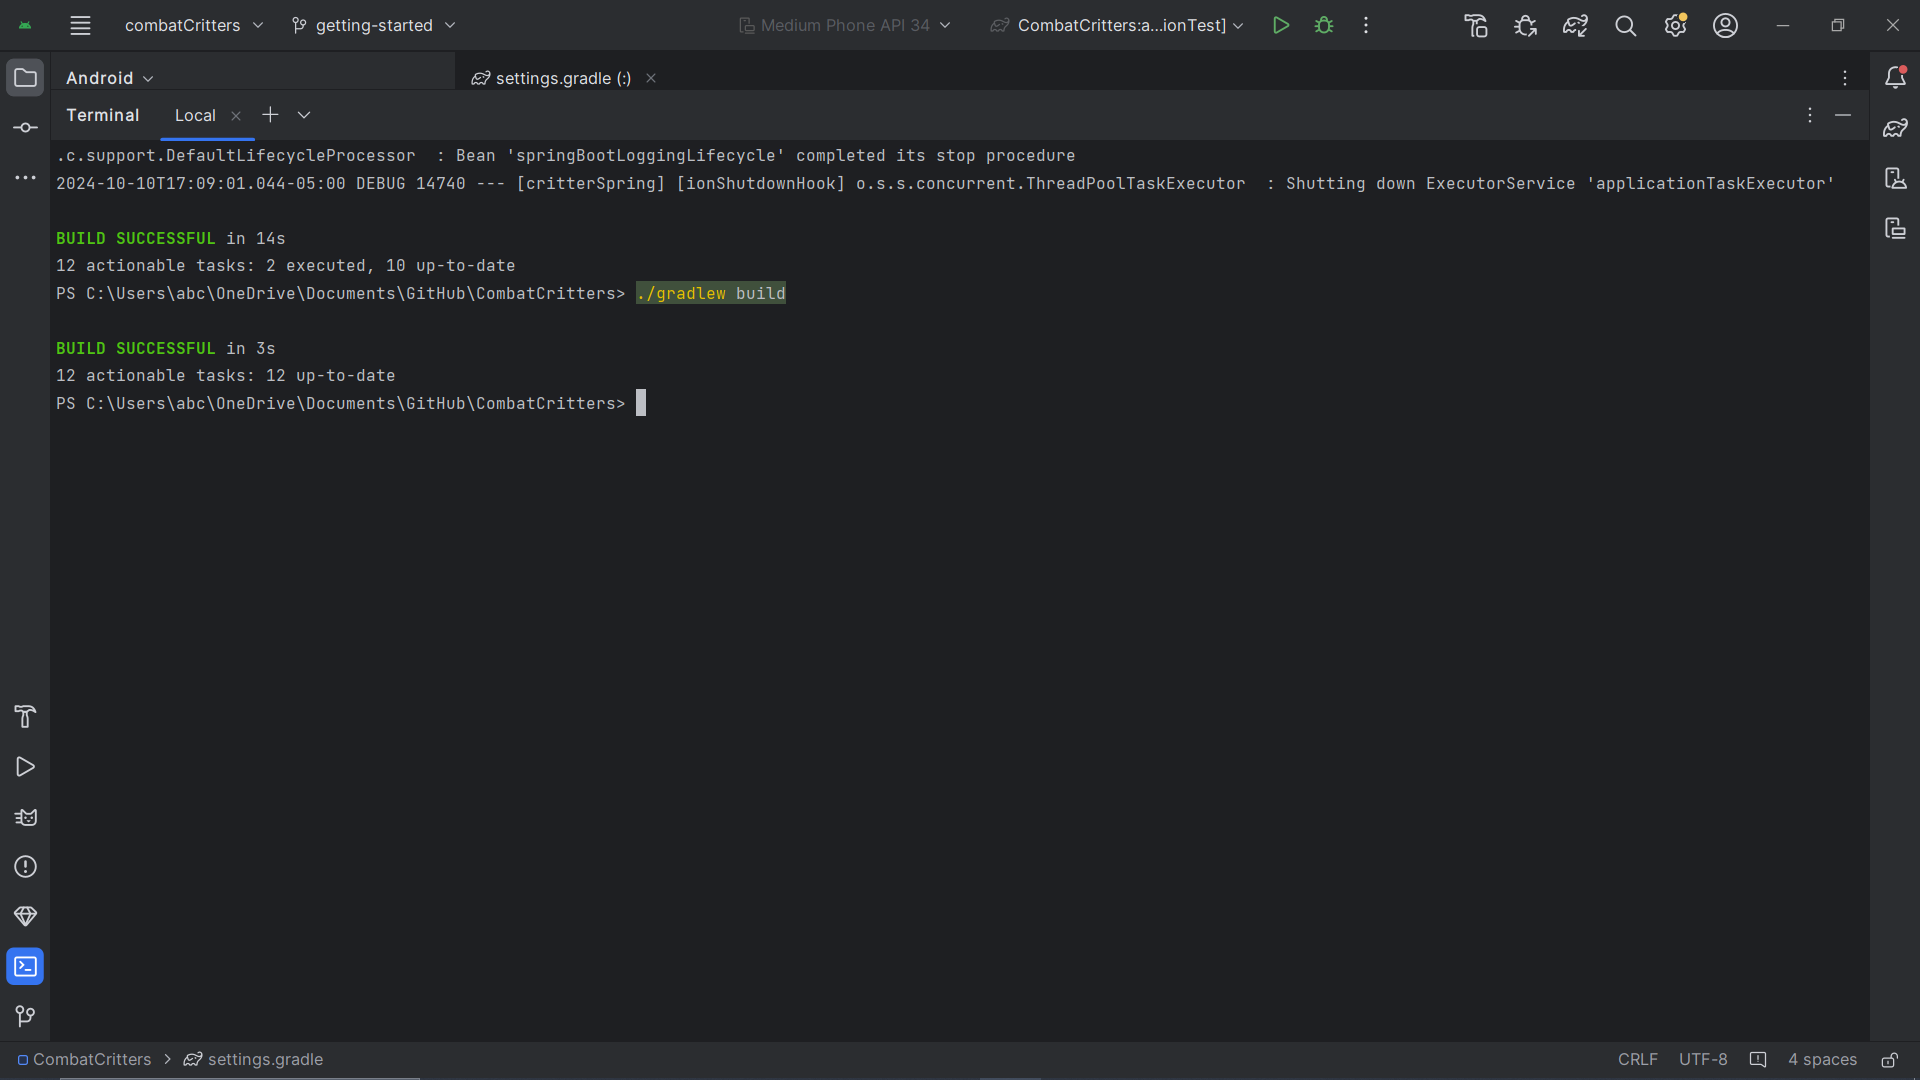 combatCritters
getting-started
Medium Phone API 34
CombatCritters:a...ionTest]
Android
settings.gradle (:)
Terminal
Local
.c.support.DefaultLifecycleProcessor  : Bean 'springBootLoggingLifecycle' completed its stop procedure
2024-10-10T17:09:01.044-05:00 DEBUG 14740 --- [critterSpring] [ionShutdownHook] o.s.s.concurrent.ThreadPoolTaskExecutor  : Shutting down ExecutorService 'applicationTaskExecutor'
BUILD SUCCESSFUL in 14s
12 actionable tasks: 2 executed, 10 up-to-date
PS C:\Users\abc\OneDrive\Documents\GitHub\CombatCritters> ./gradlew build
BUILD SUCCESSFUL in 3s
12 actionable tasks: 12 up-to-date
PS C:\Users\abc\OneDrive\Documents\GitHub\CombatCritters>
CombatCritters > settings.gradle
CRLF
UTF-8
4 spaces